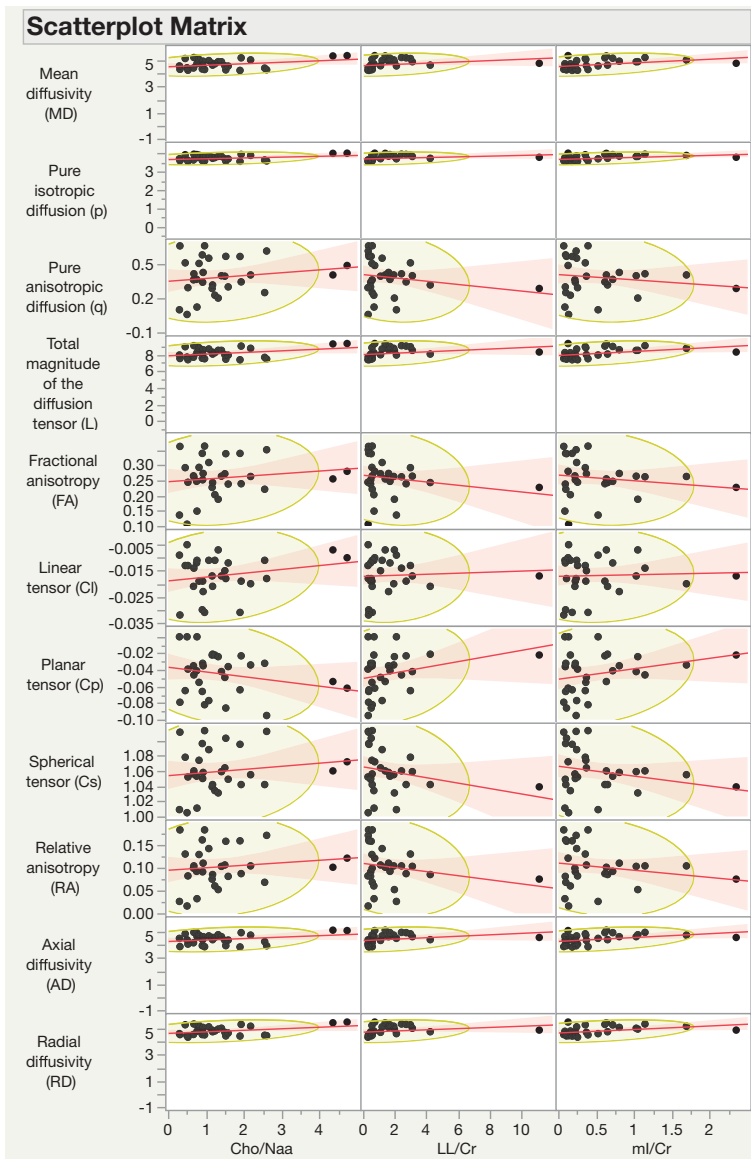 Scatterplot Matrix
Mean
diffusivity
(MD)
5
3
1
-1
Pure
isotropic
diffusion (p)
3
2
1
0
Pure
anisotropic
diffusion (q)
0.5
0.2
-0.1
Total
magnitude
of the
diffusion
tensor (L)
8
6
4
2
0
Fractional
anisotropy
(FA)
0.30
0.25
0.20
0.15
0.10
Linear
tensor (Cl)
-0.005
-0.015
-0.025
-0.035
Planar
tensor (Cp)
-0.02
-0.04
-0.06
-0.08
-0.10
Spherical
tensor (Cs)
1.08
1.06
1.04
1.02
1.00
Relative
anisotropy
(RA)
0.15
0.10
0.05
0.00
Axial
diffusivity
(AD)
5
3
1
-1
Radial
diffusivity
(RD)
5
3
1
-1
0 1 2 3 4 0 2 4 6 8 10 0 0.5 1 1.5 2
Cho/Naa LL/Cr mI/Cr